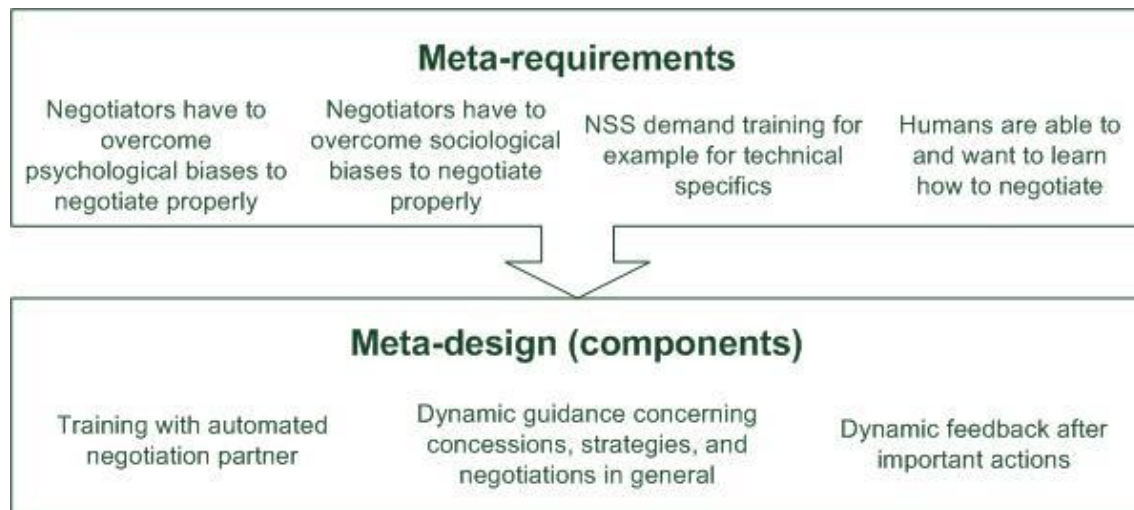 Meta-requirements
Negotiators have to
overcome
psychological biases to
negotiate properly
Negotiators have to
overcome sociological
biases to negotiate
properly
NSS demand training for
example for technical
specifics
Humans are able to
and want to learn
how to negotiate
Meta-design (components)
Training with automated
negotiation partner
Dynamic guidance concerning
concessions, strategies, and
negotiations in general
Dynamic feedback after
important actions